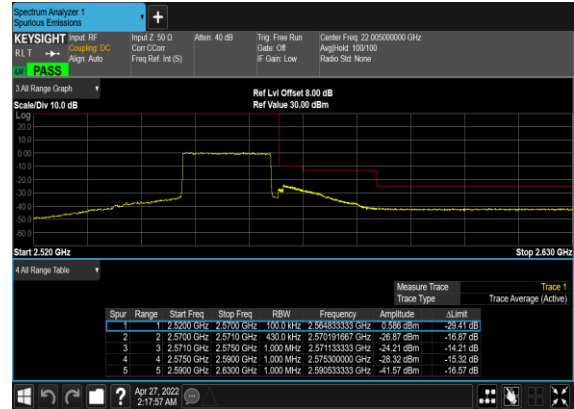 Spectrum Analyzer 1
Spurious Emissions
+
KEYSIGHT Input: RF Input Z: 50 Ω Atten: 40 dB Trig: Free Run Center Freq: 22.005000000 GHz
Coupling: DC Corr CCorr Gate: Off Avg|Hold: 100/100
RLT Align: Auto Freq Ref: Int (S) IF Gain: Low Radio Std: None
PASS
3 All Range Graph
Ref Lvl Offset 8.00 dB
Scale/Div 10.0 dB Ref Value 30.00 dBm
Log
20.0
10.0
0.00
-10.0
-20.0
-30.0
-40.0
-50.0
-60.0
Start 2.520 GHz Stop 2.630 GHz
4 All Range Table
Measure Trace Trace 1
Trace Type Trace Average (Active)
Spur Range Start Freq Stop Freq RBW Frequency Amplitude ΔLimit
1 1 2.5200 GHz 2.5700 GHz 100.0 kHz 2.564833333 GHz 0.586 dBm -29.41 dB
2 2 2.5700 GHz 2.5710 GHz 430.0 kHz 2.570191667 GHz -26.87 dBm -16.87 dB
3 3 2.5710 GHz 2.5750 GHz 1.000 MHz 2.571133333 GHz -24.21 dBm -14.21 dB
4 4 2.5750 GHz 2.5900 GHz 1.000 MHz 2.575300000 GHz -28.32 dBm -15.32 dB
5 5 2.5900 GHz 2.6300 GHz 1.000 MHz 2.590533333 GHz -41.57 dBm -16.57 dB
? Apr 27, 2022
2:17:57 AM